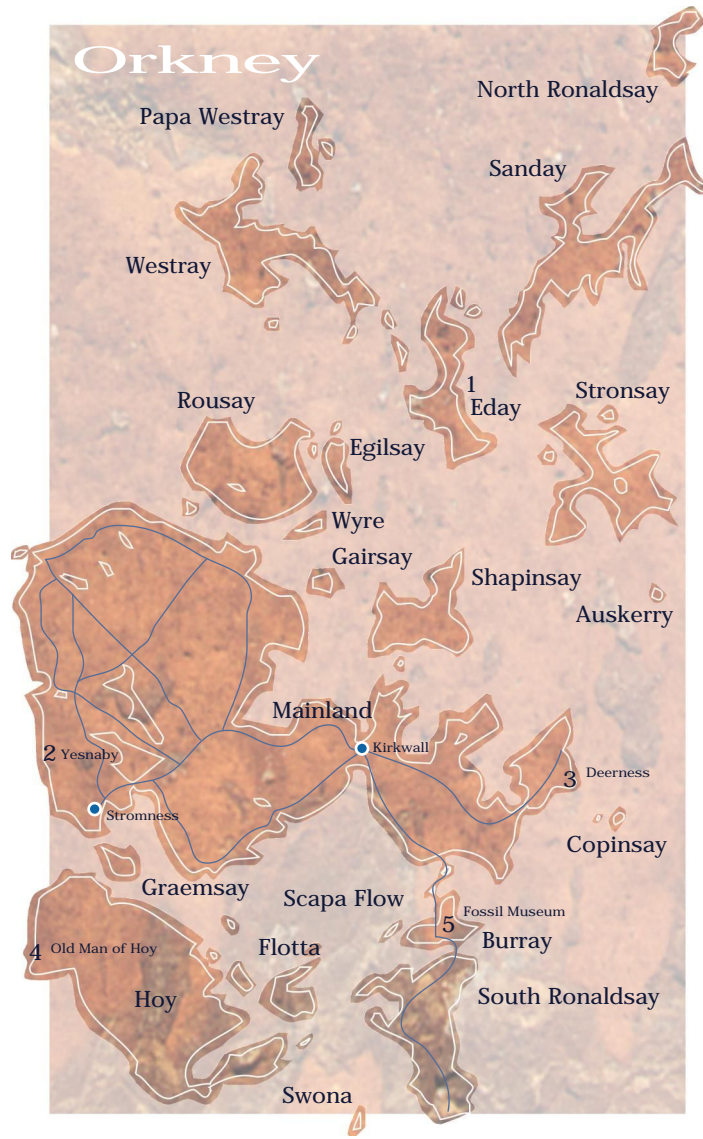 Orkney
North Ronaldsay
Papa Westray
Sanday
Westray
1
Eday
Stronsay
Rousay
Egilsay
Wyre
Gairsay
Shapinsay
Auskerry
Mainland
Kirkwall
2 Yesnaby
3 Deerness
Stromness
Copinsay
Graemsay
Scapa Flow
Fossil Museum
5
Burray
4 Old Man of Hoy
Flotta
Hoy
South Ronaldsay
Swona